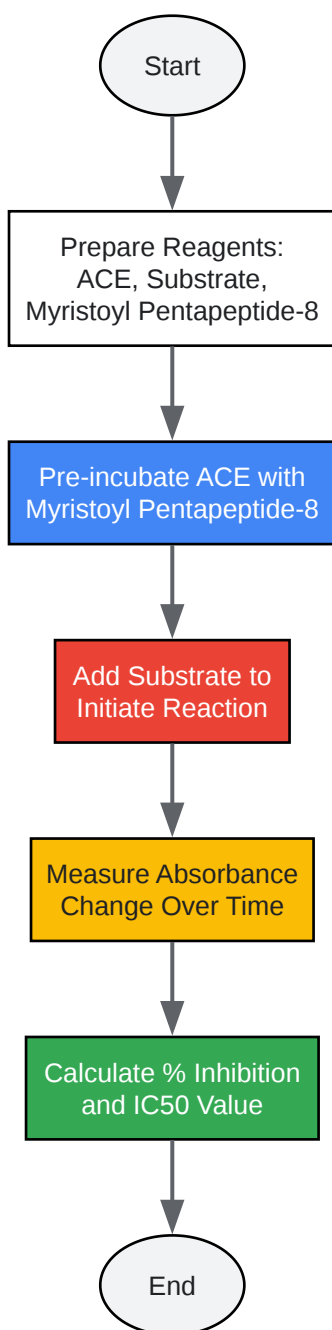 Start
Prepare Reagents:
ACE, Substrate,
Myristoyl Pentapeptide-8
Pre-incubate ACE with
Myristoyl Pentapeptide-8
Add Substrate to
Initiate Reaction
Measure Absorbance
Change Over Time
Calculate % Inhibition
and IC50 Value
End